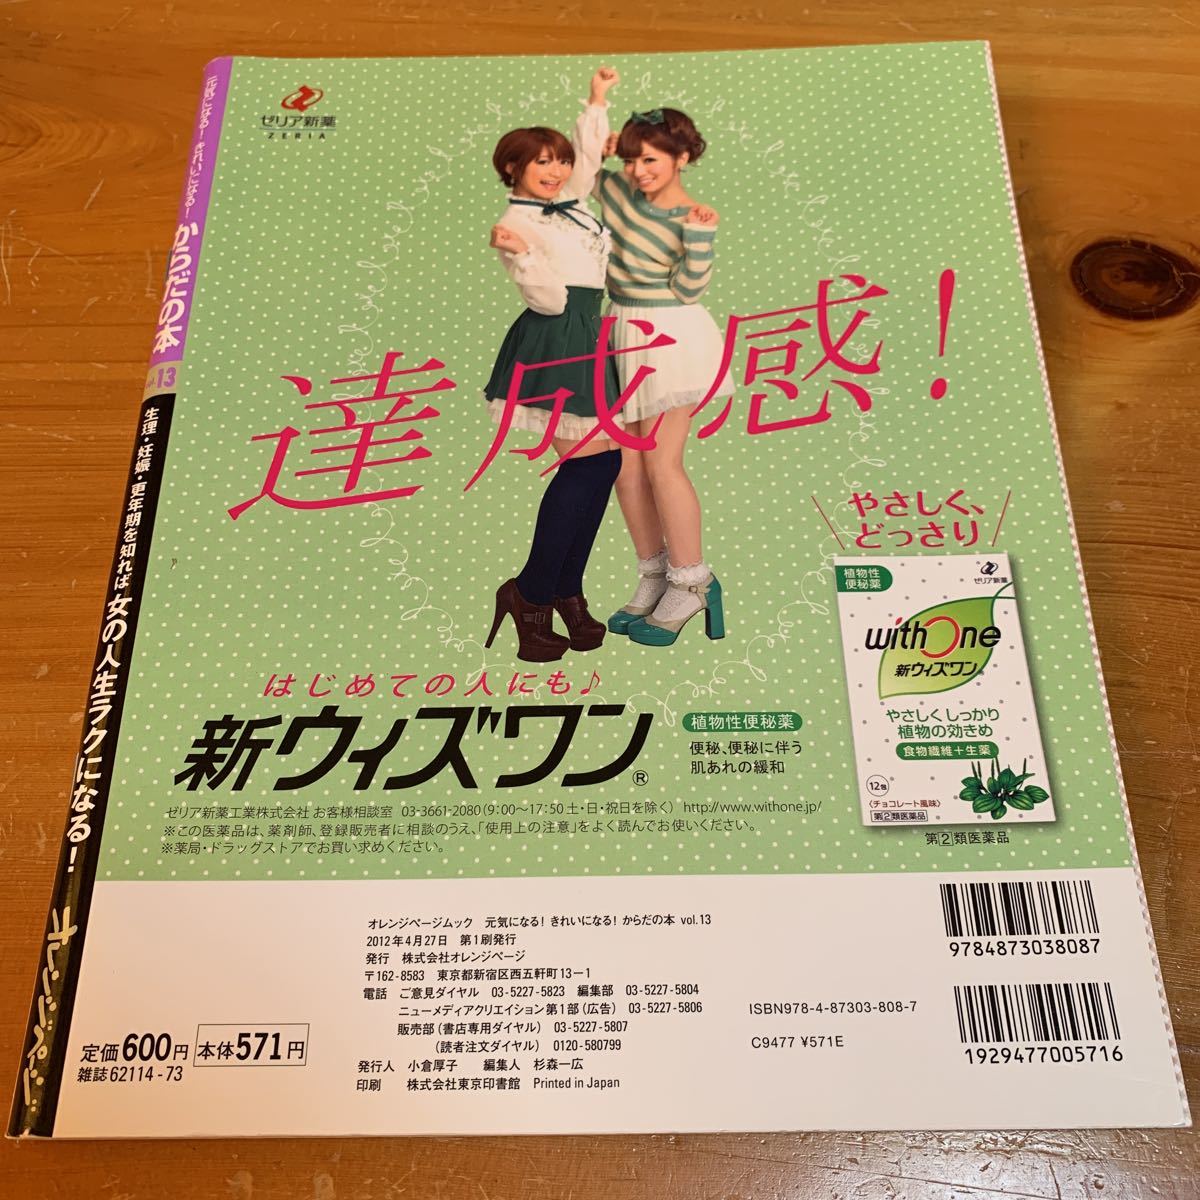 元気になる！きれいになる！からだの本 vol.13
生理・妊娠・更年期を知れば女の人生ラクになる！
オレンジページ
ゼリア新薬
ZERIA
達成感！
やさしく、
どっさり
植物性
便秘薬
ゼリア新薬
withOne
新ウィズワン
やさしくしっかり
植物の効きめ
食物繊維＋生薬
12包
〈チョコレート風味〉
第②類医薬品
指②類医薬品
はじめての人にも♪
新ウィズワン®
植物性便秘薬
便秘、便秘に伴う
肌あれの緩和
ゼリア新薬工業株式会社 お客様相談室 03-3661-2080（9：00〜17：50 土・日・祝日を除く） http://www.withone.jp/
※この医薬品は、薬剤師、登録販売者に相談のうえ、「使用上の注意」をよく読んでお使いください。
※薬局・ドラッグストアでお買い求めください。
オレンジページムック 元気になる！きれいになる！からだの本 vol.13
2012年4月27日 第1刷発行
発行 株式会社オレンジページ
〒162-8583 東京都新宿区西五軒町13-1
電話 ご意見ダイヤル 03-5227-5823 編集部 03-5227-5804
ニューメディアクリエイション第1部（広告） 03-5227-5806
販売部（書店専用ダイヤル） 03-5227-5807
（読者注文ダイヤル） 0120-580799
発行人 小倉厚子 編集人 杉森一広
印刷 株式会社東京印書館 Printed in Japan
定価600円 本体571円
雑誌62114-73
9784873038087
ISBN978-4-87303-808-7
C9477 ¥571E
1929477005716